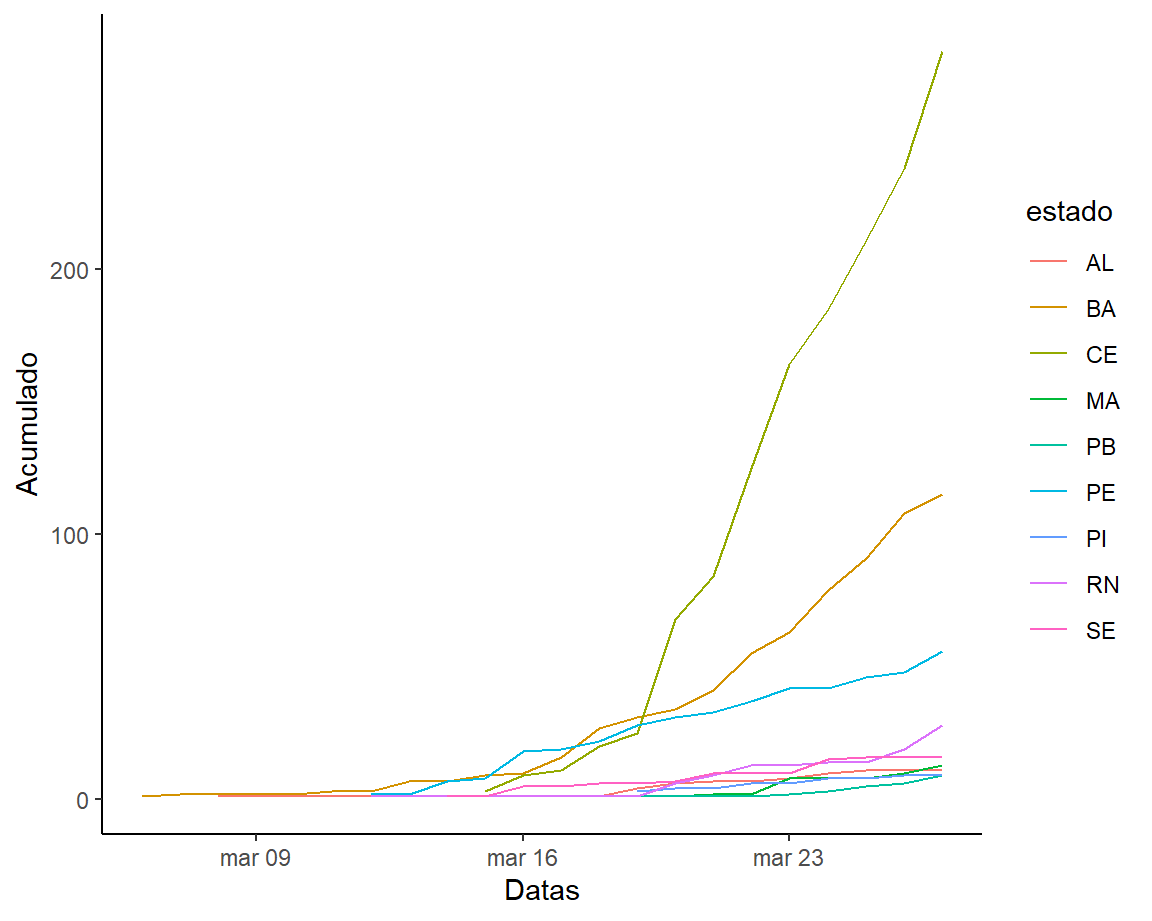 Acumulado
200
100
0
mar 09
mar 16
mar 23
Datas
estado
AL
BA
CE
MA
PB
PE
PI
RN
SE